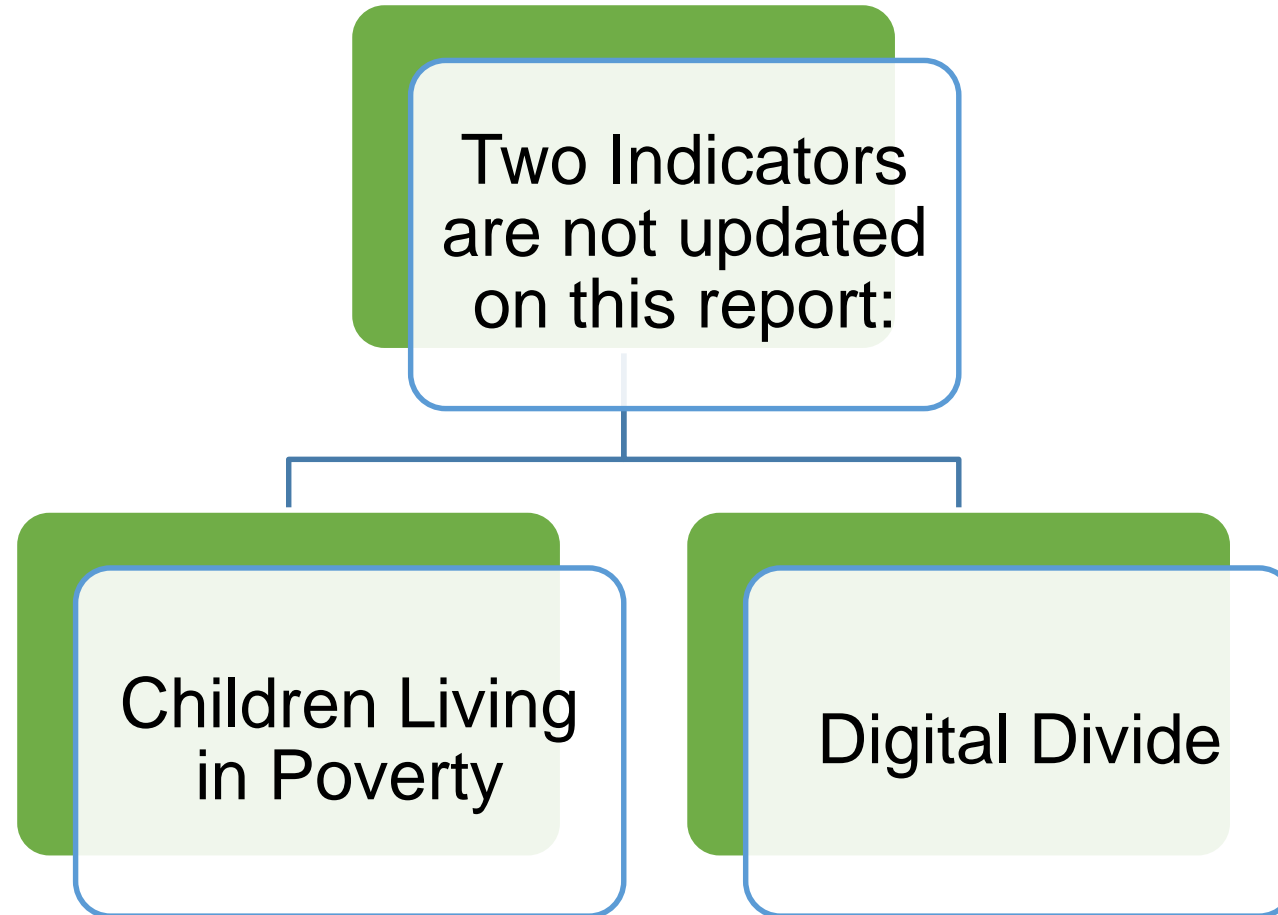 Two Indicators
are not updated
on this report:
Children Living
in Poverty
Digital Divide